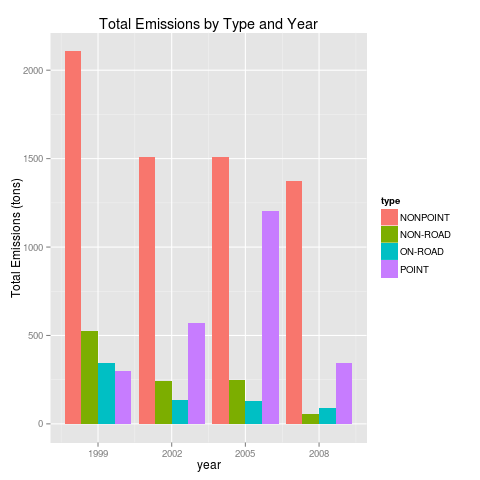 Total Emissions by Type and Year
2000
1500
1000
500
0
Total Emissions (tons)
1999 2002 2005 2008
year
type
NONPOINT
NON-ROAD
ON-ROAD
POINT